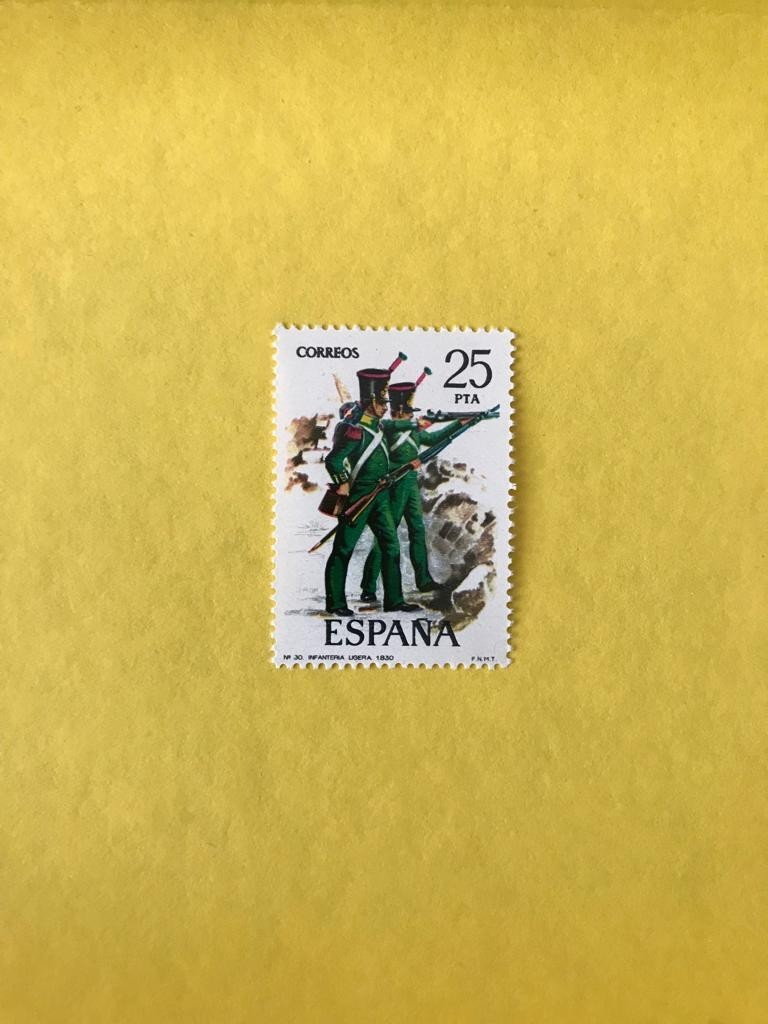 CORREOS
25
PTA
ESPAÑA
Nº 30. INFANTERIA LIGERA. 1830
F.N.M.T.